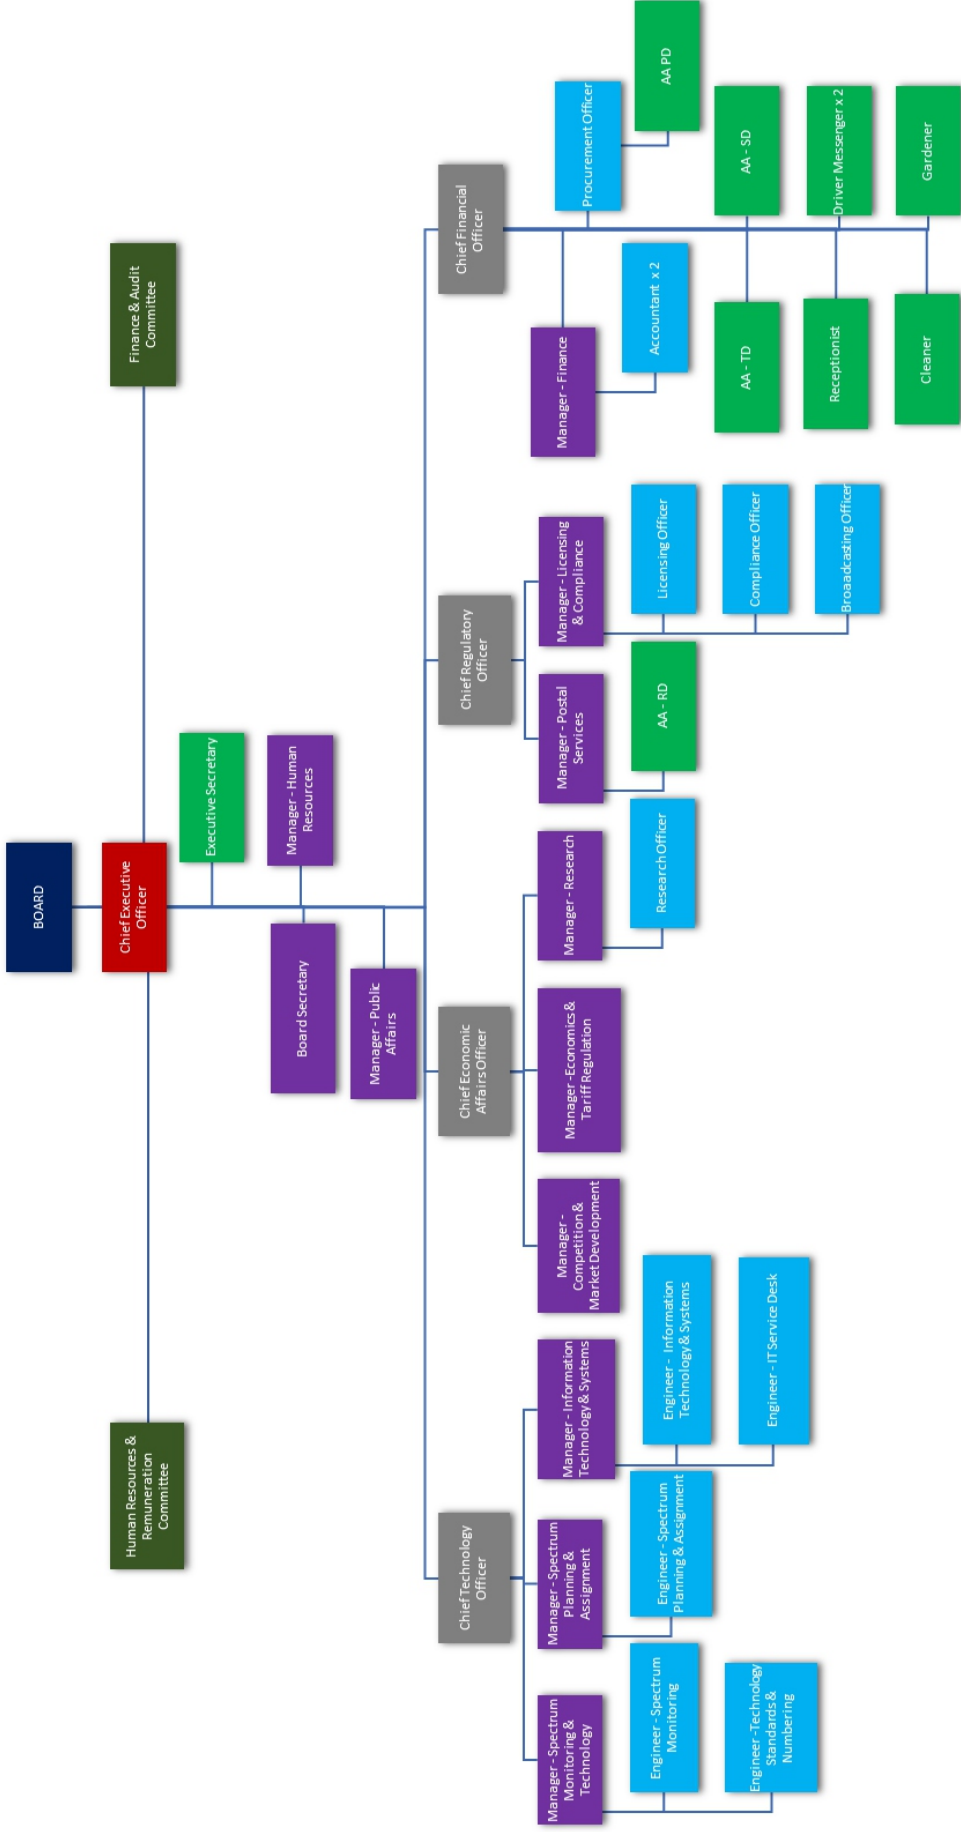 BOARD
Human Resources &
Remuneration
Committee
Chief Executive
Officer
Finance & Audit
Committee
Executive Secretary
Board Secretary
Manager - Human
Resources
Manager - Public
Affairs
Chief Technology
Officer
Chief Economic
Affairs Officer
Chief Regulatory
Officer
Chief Financial
Officer
Manager - Spectrum
Monitoring &
Technology
Engineer - Spectrum
Monitoring
Engineer -Technology
Standards &
Numbering
Manager - Spectrum
Planning &
Assignment
Engineer - Spectrum
Planning & Assignment
Manager - Information
Technology & Systems
Engineer - Information
Technology & Systems
Engineer - IT Service Desk
Manager -
Competition &
Market Development
Manager -Economics &
Tariff Regulation
Manager - Research
Research Officer
Manager - Postal
Services
AA - RD
Manager - Licensing
& Compliance
Licensing Officer
Compliance Officer
Broaadcasting Officer
Manager - Finance
Accountant x 2
Procurement Officer
AA PD
AA - TD
AA - SD
Receptionist
Driver Messenger x 2
Cleaner
Gardener